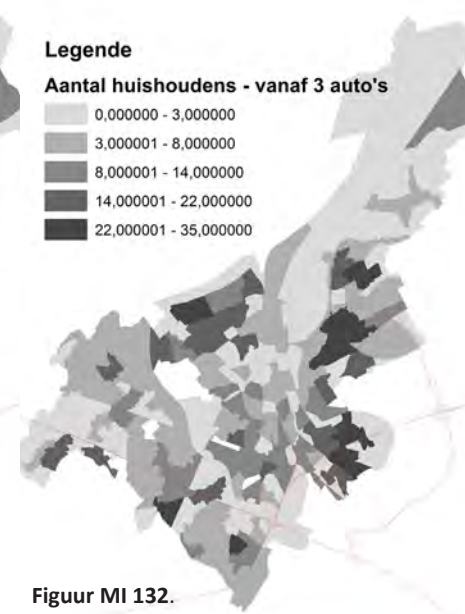 Legende
Aantal huishoudens - vanaf 3 auto's
0,000000 - 3,000000
3,000001 - 8,000000
8,000001 - 14,000000
14,000001 - 22,000000
22,000001 - 35,000000
Figuur MI 132.